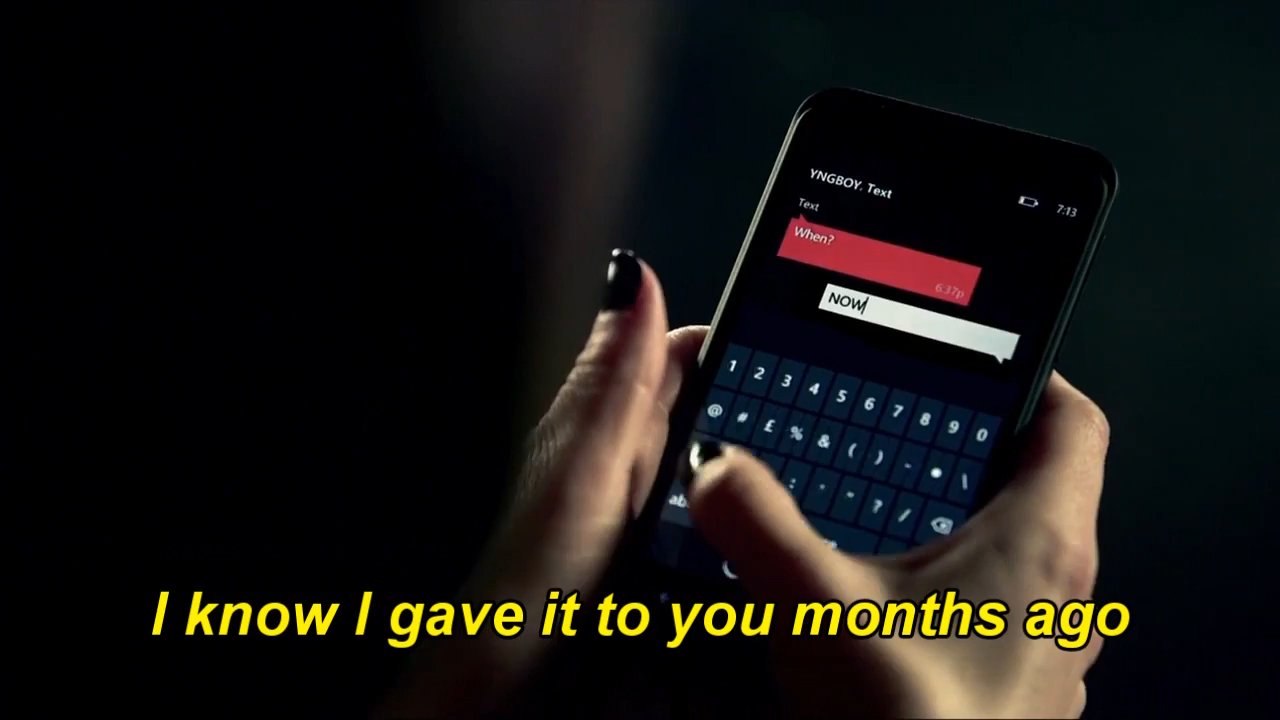 YNGBOY. Text
7:13
Text
When?
6:37p
NOW
1 2 3 4 5 6 7 8 9 0
@ # £ % & ( ) - \
: ? /
I know I gave it to you months ago